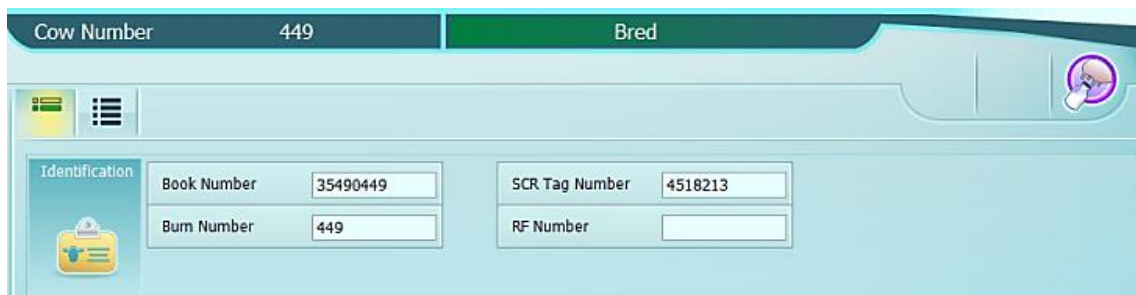 Cow Number 449 Bred
Identification
Book Number 35490449 SCR Tag Number 4518213
Burn Number 449 RF Number